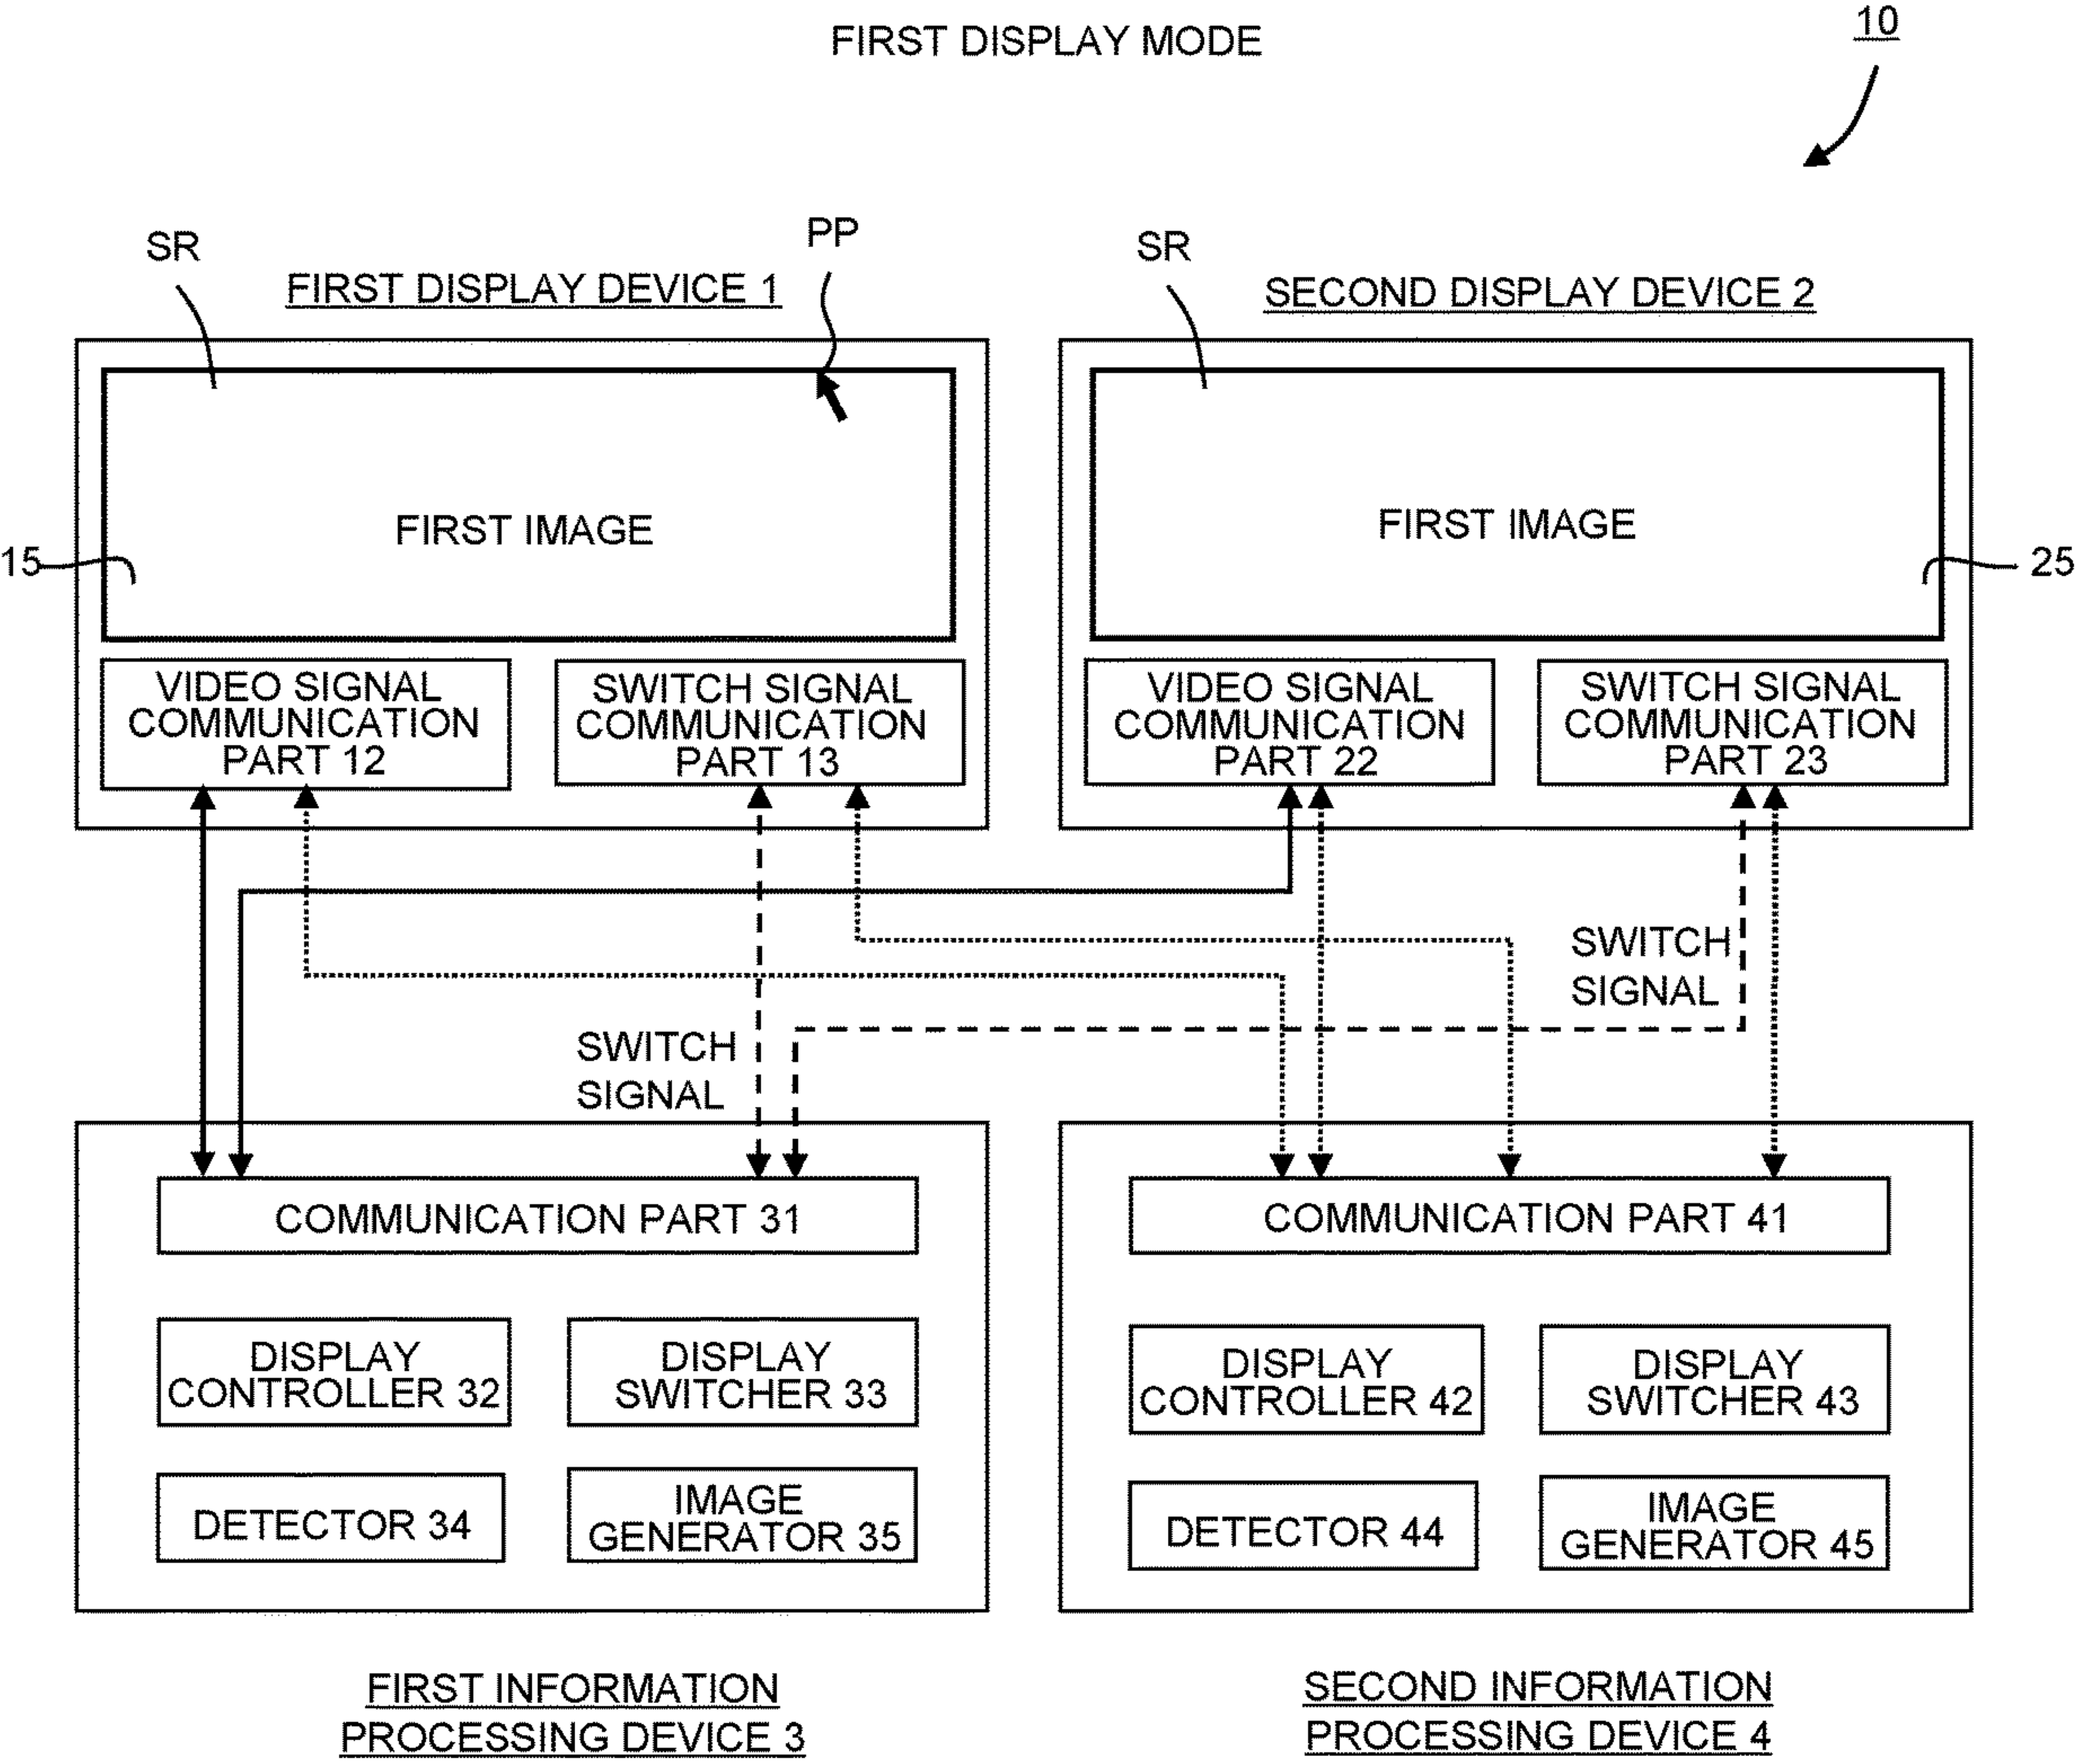 FIRST DISPLAY MODE
10
SR
PP
SR
FIRST DISPLAY DEVICE 1
SECOND DISPLAY DEVICE 2
FIRST IMAGE
FIRST IMAGE
15
25
VIDEO SIGNAL
COMMUNICATION
PART 12
SWITCH SIGNAL
COMMUNICATION
PART 13
VIDEO SIGNAL
COMMUNICATION
PART 22
SWITCH SIGNAL
COMMUNICATION
PART 23
SWITCH
SIGNAL
SWITCH
SIGNAL
COMMUNICATION PART 31
COMMUNICATION PART 41
DISPLAY
CONTROLLER 32
DISPLAY
SWITCHER 33
DISPLAY
CONTROLLER 42
DISPLAY
SWITCHER 43
DETECTOR 34
IMAGE
GENERATOR 35
DETECTOR 44
IMAGE
GENERATOR 45
FIRST INFORMATION
PROCESSING DEVICE 3
SECOND INFORMATION
PROCESSING DEVICE 4